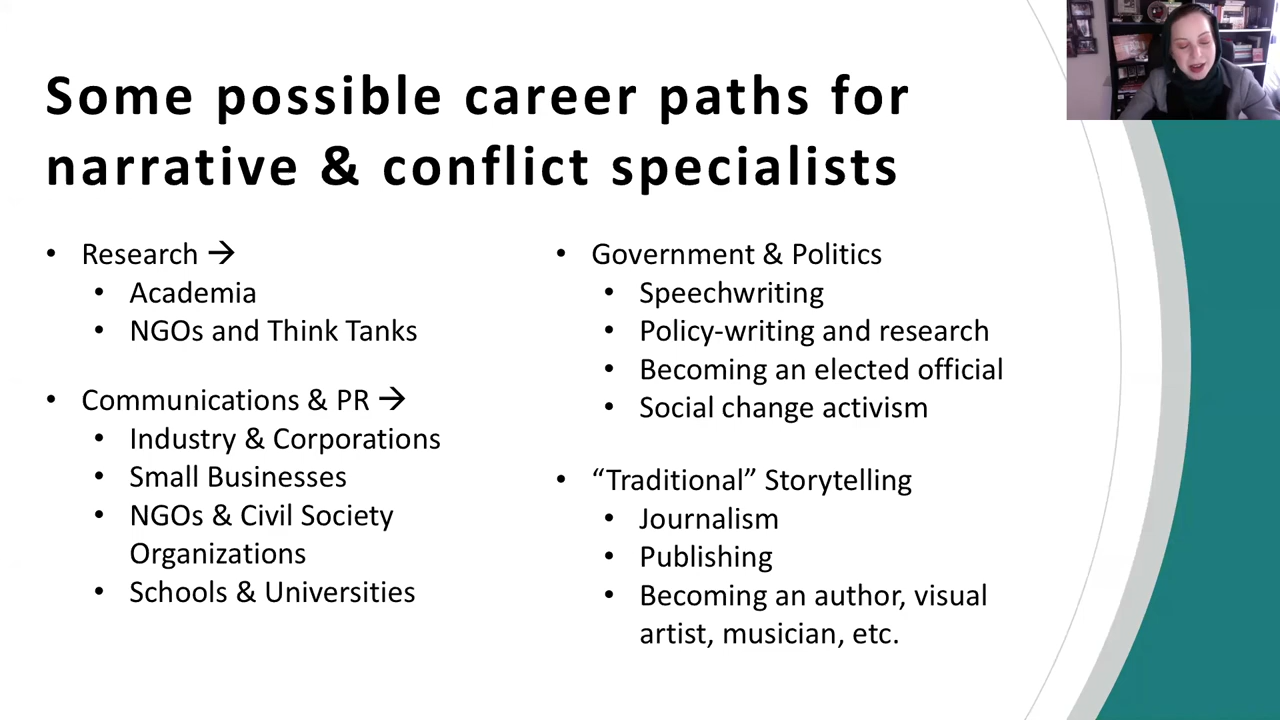 Some possible career paths for
narrative & conflict specialists
• Research →
• Academia
• NGOs and Think Tanks
• Communications & PR →
• Industry & Corporations
• Small Businesses
• NGOs & Civil Society
Organizations
• Schools & Universities
• Government & Politics
• Speechwriting
• Policy-writing and research
• Becoming an elected official
• Social change activism
• “Traditional” Storytelling
• Journalism
• Publishing
• Becoming an author, visual
artist, musician, etc.